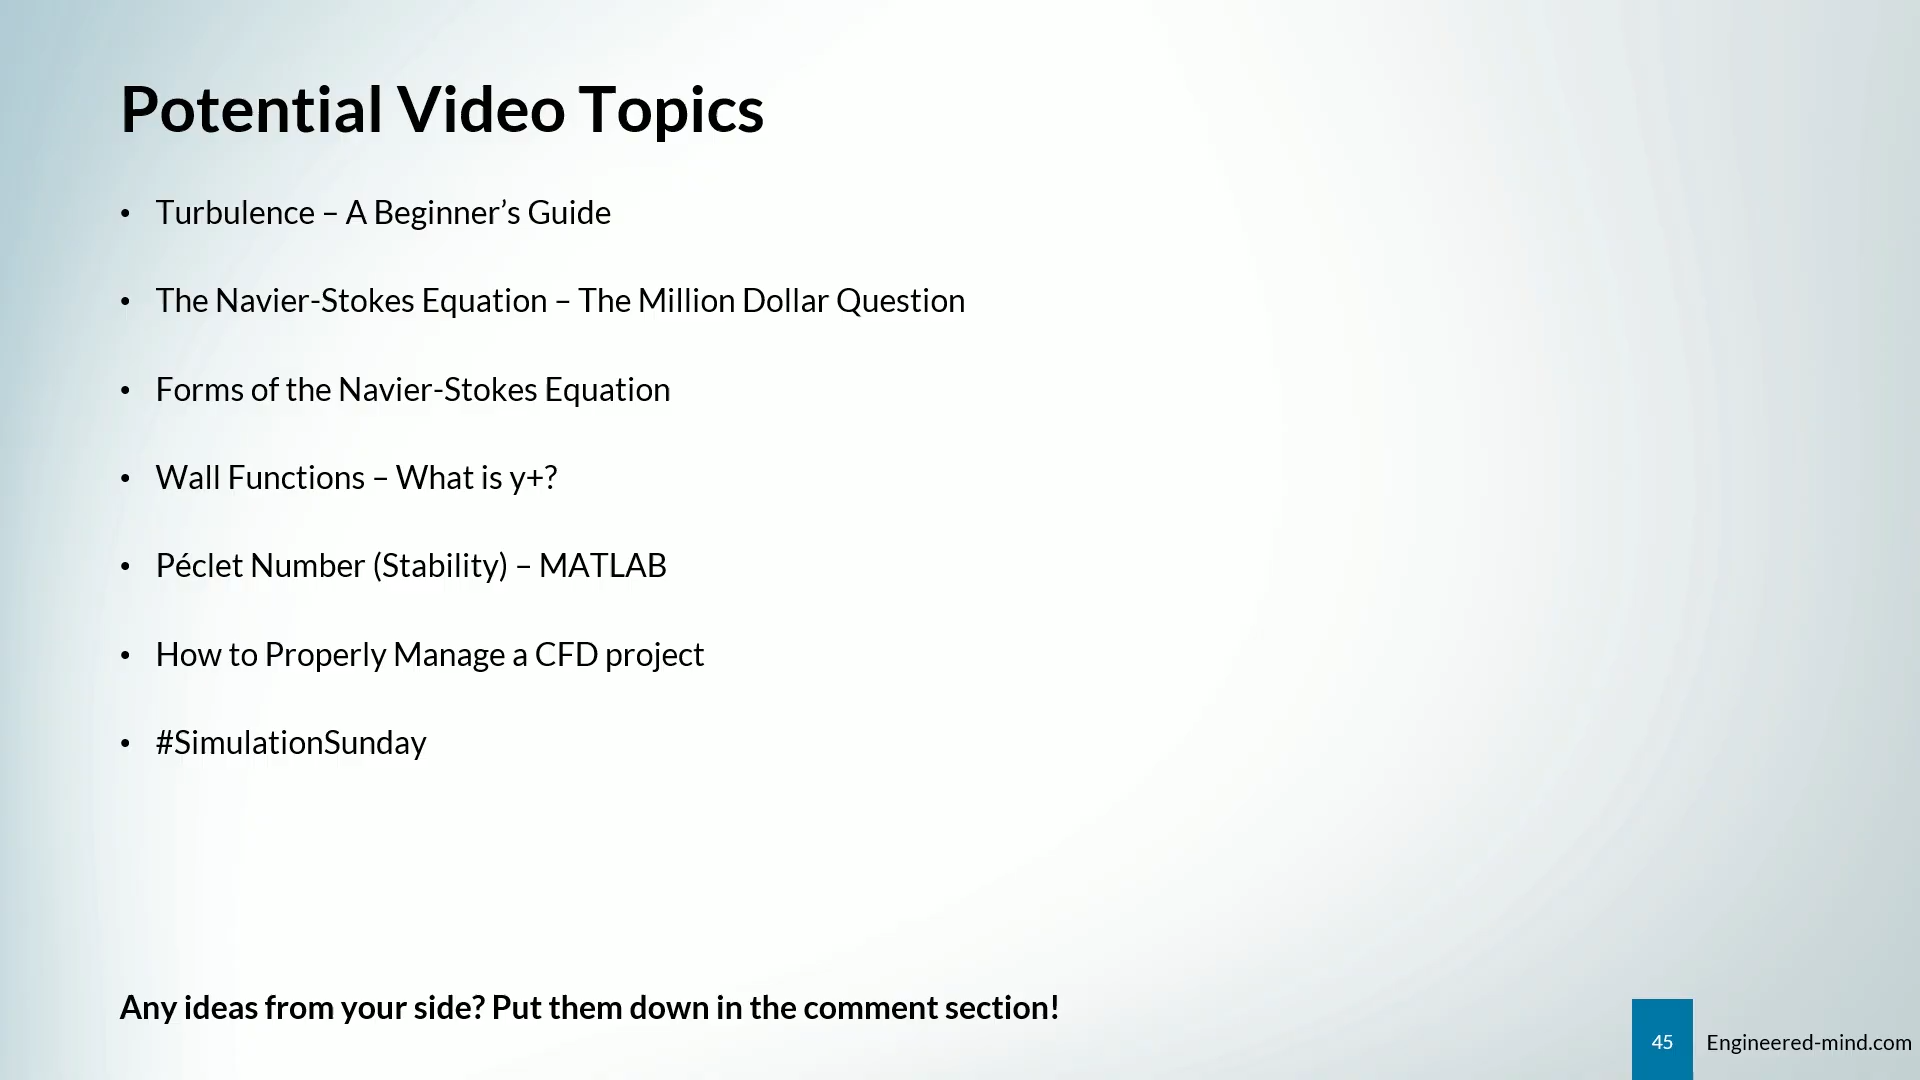 Potential Video Topics
• Turbulence – A Beginner’s Guide
• The Navier-Stokes Equation – The Million Dollar Question
• Forms of the Navier-Stokes Equation
• Wall Functions – What is y+?
• Péclet Number (Stability) – MATLAB
• How to Properly Manage a CFD project
• #SimulationSunday
Any ideas from your side? Put them down in the comment section!
45 Engineered-mind.com